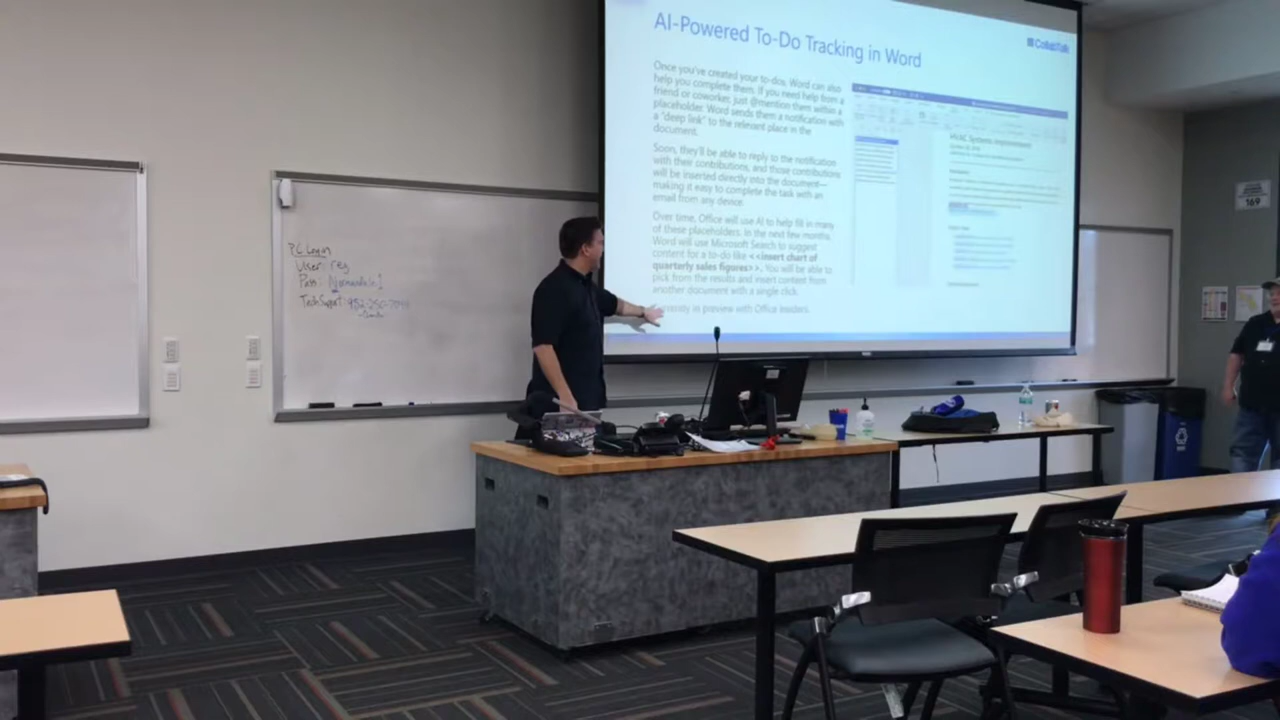 AI-Powered To-Do Tracking in Word
CollabTalk
Once you've created your to-dos, Word can also
help you complete them. If you need help from a
friend or coworker, just @mention them within a
placeholder. Word sends them a notification with
a "deep link" to the relevant place in the
document.
Soon, they'll be able to reply to the notification
with their contributions, and those contributions
will be inserted directly into the document—
making it easy to complete the task with an
email from any device.
Over time, Office will use AI to help fill in many
of these placeholders. In the next few months,
Word will use Microsoft Search to suggest
content for a to-do like <<insert chart of
quarterly sales figures>>. You will be able to
pick from the results and insert content from
another document with a single click.
in preview with Office Insiders.
HVAC Systems Improvement
PC Login
User: reg
Pass:
Tech Support:
169